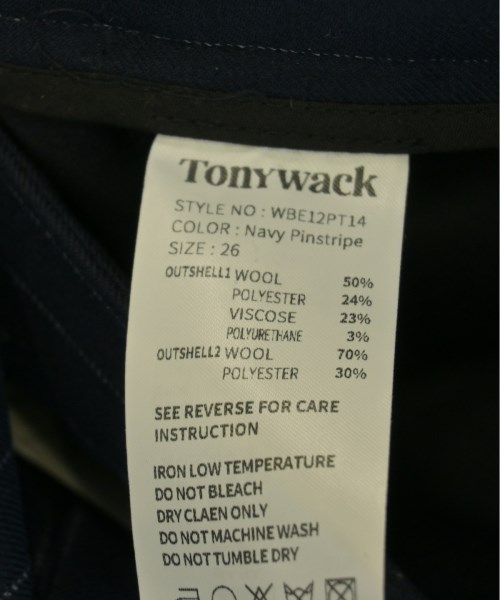 Tonywack
STYLE NO : WBE12PT14
COLOR : Navy Pinstripe
SIZE : 26
OUTSHELL1 WOOL 50%
POLYESTER 24%
VISCOSE 23%
POLYURETHANE 3%
OUTSHELL2 WOOL 70%
POLYESTER 30%
SEE REVERSE FOR CARE
INSTRUCTION
IRON LOW TEMPERATURE
DO NOT BLEACH
DRY CLAEN ONLY
DO NOT MACHINE WASH
DO NOT TUMBLE DRY